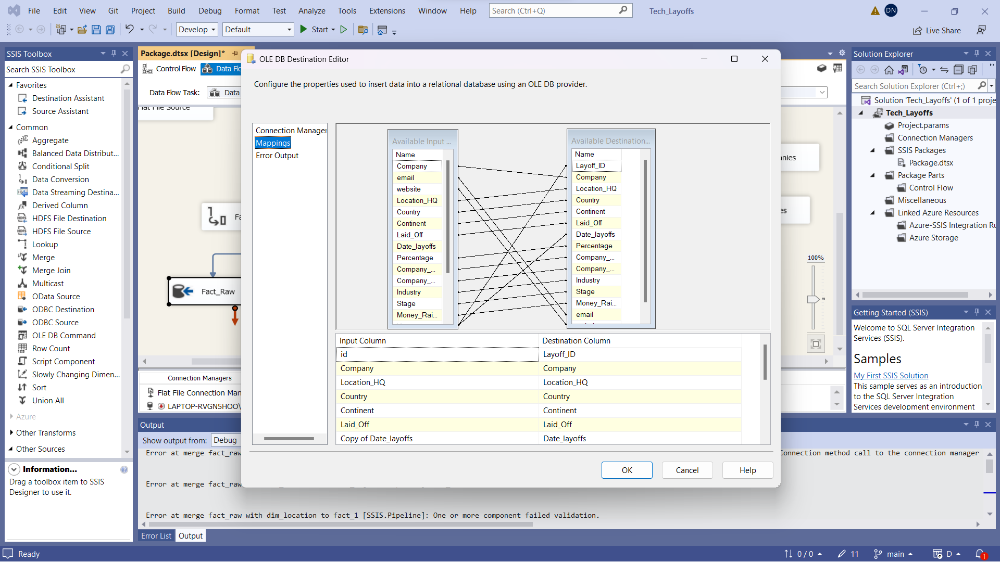 File Edit View Git Project Build Debug Format Test Analyze Tools Extensions Window Help Search (Ctrl+Q) Tech_Layoffs DN
Develop Default Start Live Share
SSIS Toolbox
Search SSIS Toolbox
Favorites
Destination Assistant
Source Assistant
Common
Aggregate
Balanced Data Distribut...
Conditional Split
Data Conversion
Data Streaming Destina...
Derived Column
HDFS File Destination
HDFS File Source
Lookup
Merge
Merge Join
Multicast
OData Source
ODBC Destination
ODBC Source
OLE DB Command
Row Count
Script Component
Slowly Changing Dimen...
Sort
Union All
Azure
Other Transforms
Other Sources
Information...
Drag a toolbox item to SSIS
Designer to use it.
Package.dtsx [Design]*
Control Flow Data Flo
Data Flow Task: Data
Flat File Source
Fa
Fact_Raw
Connection Managers
Flat File Connection Man
LAPTOP-RVGN5HOO\
OLE DB Destination Editor
Configure the properties used to insert data into a relational database using an OLE DB provider.
Connection Manager
Mappings
Error Output
Available Input ...
Name
Company
email
website
Location_HQ
Country
Continent
Laid_Off
Date_layoffs
Percentage
Company_...
Company_...
Industry
Stage
Money_Rai...
Available Destination...
Name
Layoff_ID
Company
Location_HQ
Country
Continent
Laid_Off
Date_layoffs
Percentage
Company_...
Company_...
Industry
Stage
Money_Rai...
email
Input Column Destination Column
id Layoff_ID
Company Company
Location_HQ Location_HQ
Country Country
Continent Continent
Laid_Off Laid_Off
Copy of Date_layoffs Date_layoffs
OK Cancel Help
nies
es
100%
Solution Explorer
Search Solution Explorer (Ctrl+;)
Solution 'Tech_Layoffs' (1 of 1 proje
Tech_Layoffs
Project.params
Connection Managers
SSIS Packages
Package.dtsx
Package Parts
Control Flow
Miscellaneous
Linked Azure Resources
Azure-SSIS Integration Ru
Azure Storage
Getting Started (SSIS)
Welcome to SQL Server Integration
Services (SSIS).
Samples
My First SSIS Solution
This sample serves as an introduction
to the SQL Server Integration
Services development environment
Output
Show output from: Debug
Error at merge fact_raw onnection method call to the connection manager
Error at merge fact_raw
Error at merge fact_raw with dim_location to fact_1 [SSIS.Pipeline]: One or more component failed validation.
Error List Output
Ready 0 / 0 11 main D 1